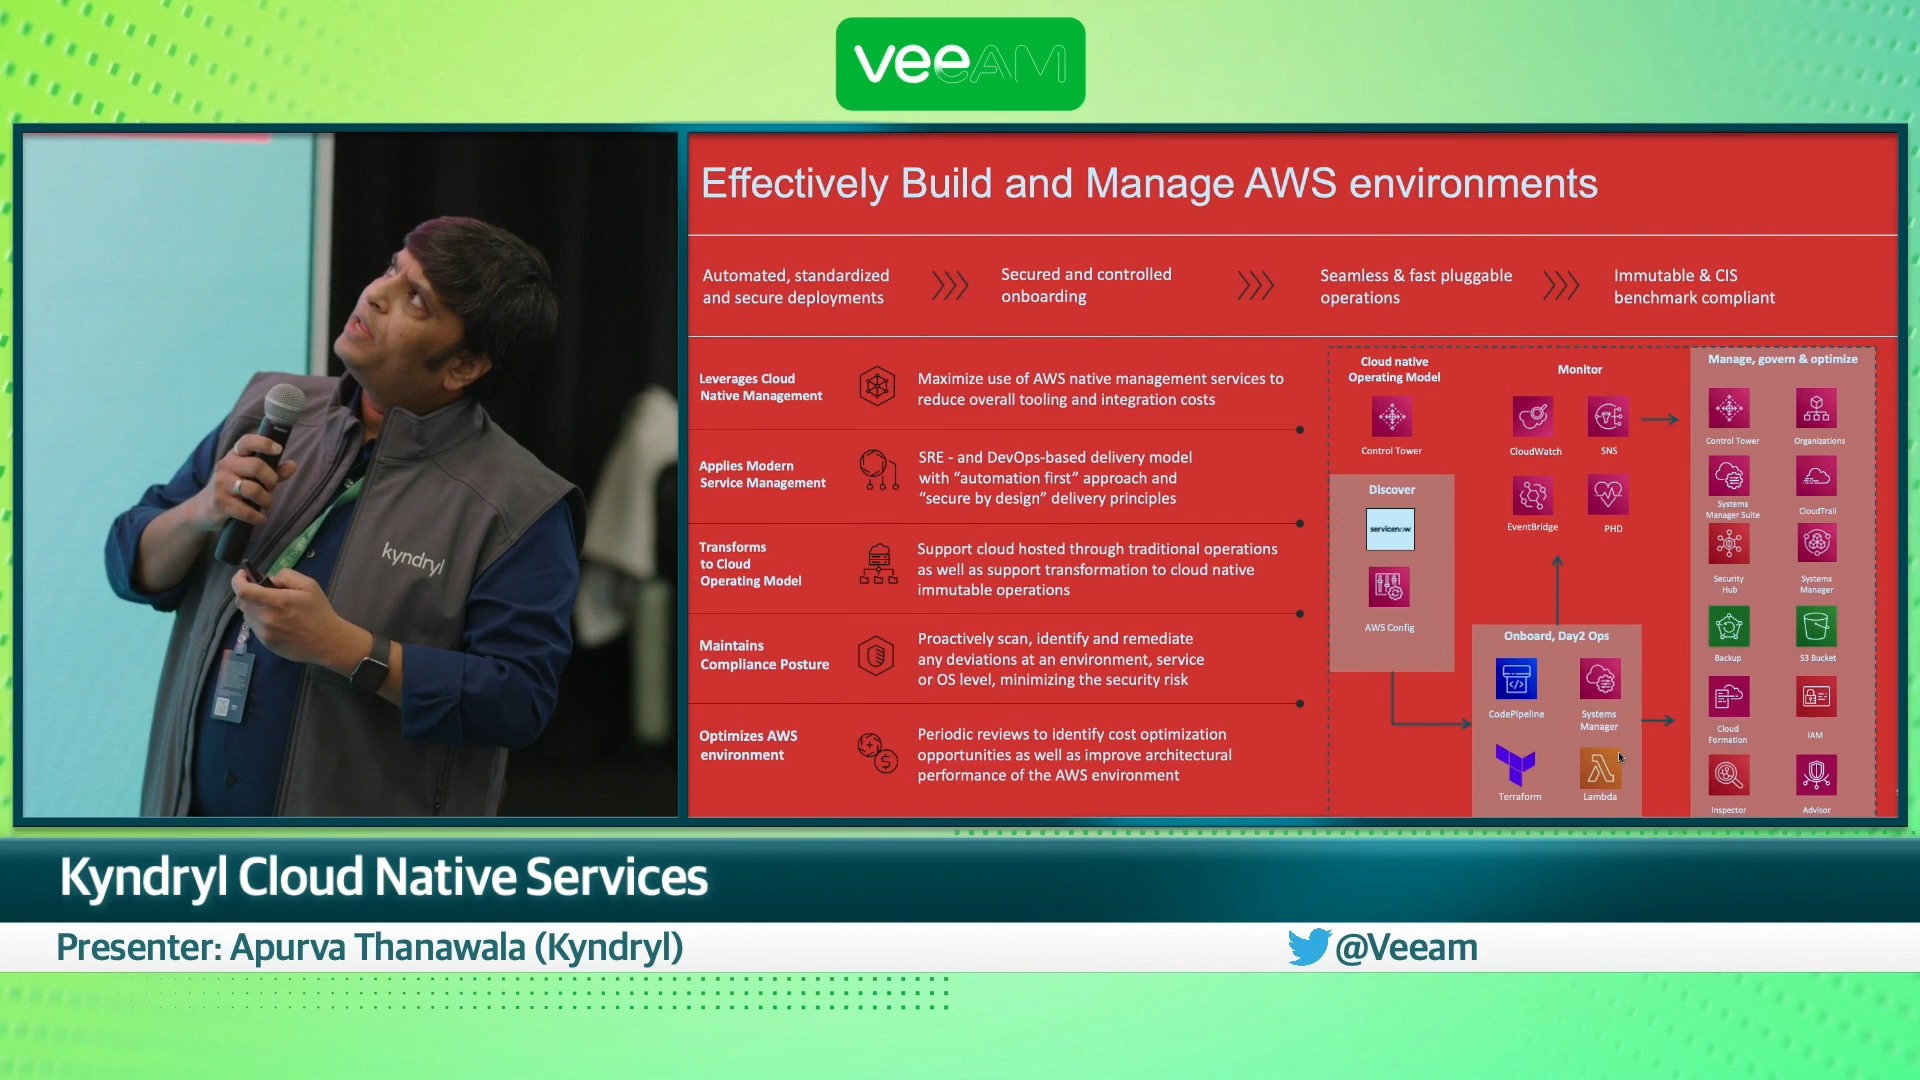 veeAM
Effectively Build and Manage AWS environments
Automated, standardized
and secure deployments
Secured and controlled
onboarding
Seamless & fast pluggable
operations
Immutable & CIS
benchmark compliant
Leverages Cloud
Native Management
Maximize use of AWS native management services to
reduce overall tooling and integration costs
Applies Modern
Service Management
SRE - and DevOps-based delivery model
with “automation first” approach and
“secure by design” delivery principles
Transforms
to Cloud
Operating Model
Support cloud hosted through traditional operations
as well as support transformation to cloud native
immutable operations
Maintains
Compliance Posture
Proactively scan, identify and remediate
any deviations at an environment, service
or OS level, minimizing the security risk
Optimizes AWS
environment
Periodic reviews to identify cost optimization
opportunities as well as improve architectural
performance of the AWS environment
Cloud native
Operating Model
Control Tower
Discover
servicenow
AWS Config
Monitor
CloudWatch
SNS
EventBridge
PHD
Onboard, Day2 Ops
CodePipeline
Systems
Manager
Terraform
Lambda
Manage, govern & optimize
Control Tower
Organizations
Systems
Manager Suite
CloudTrail
Security
Hub
Systems
Manager
Backup
S3 Bucket
Cloud
Formation
IAM
Inspector
Advisor
kyndryl
Kyndryl Cloud Native Services
Presenter: Apurva Thanawala (Kyndryl)
@Veeam